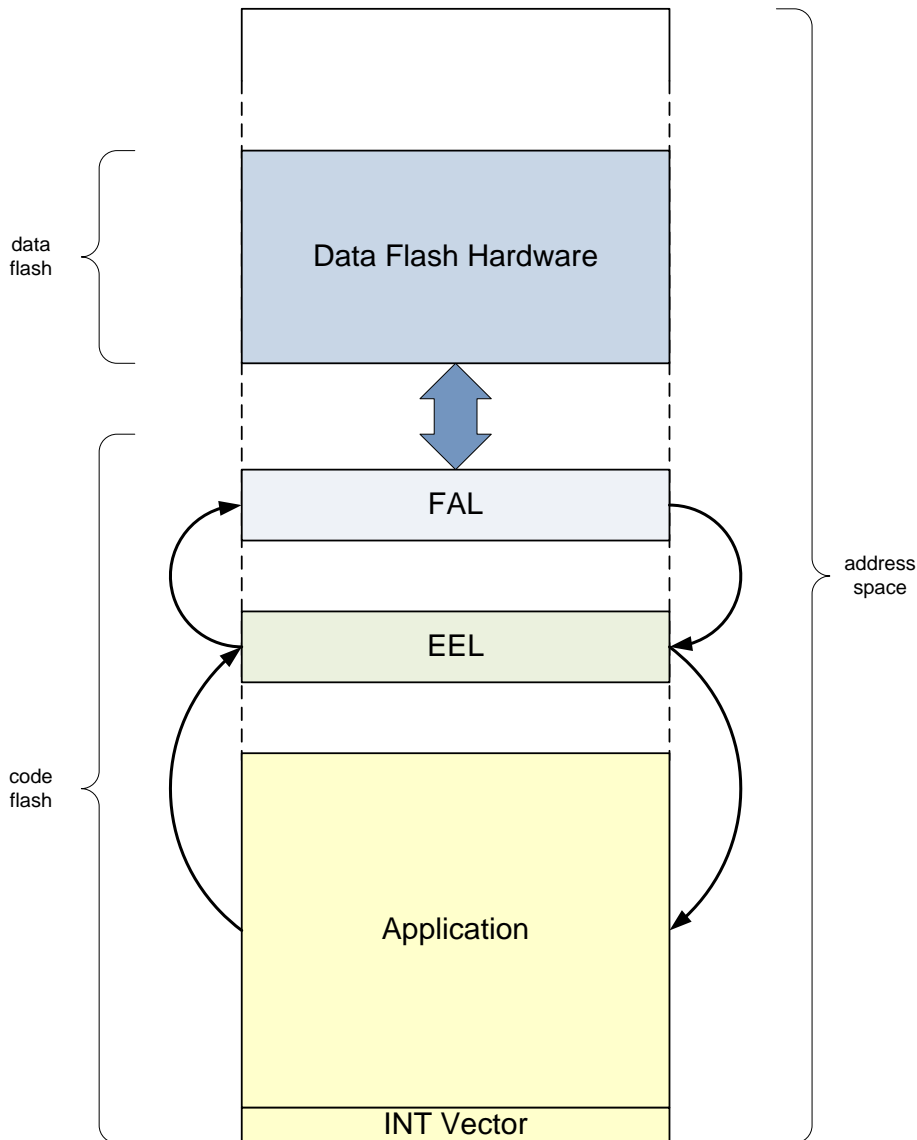 Data Flash Hardware
data
flash
FAL
address
space
EEL
code
flash
Application
INT Vector